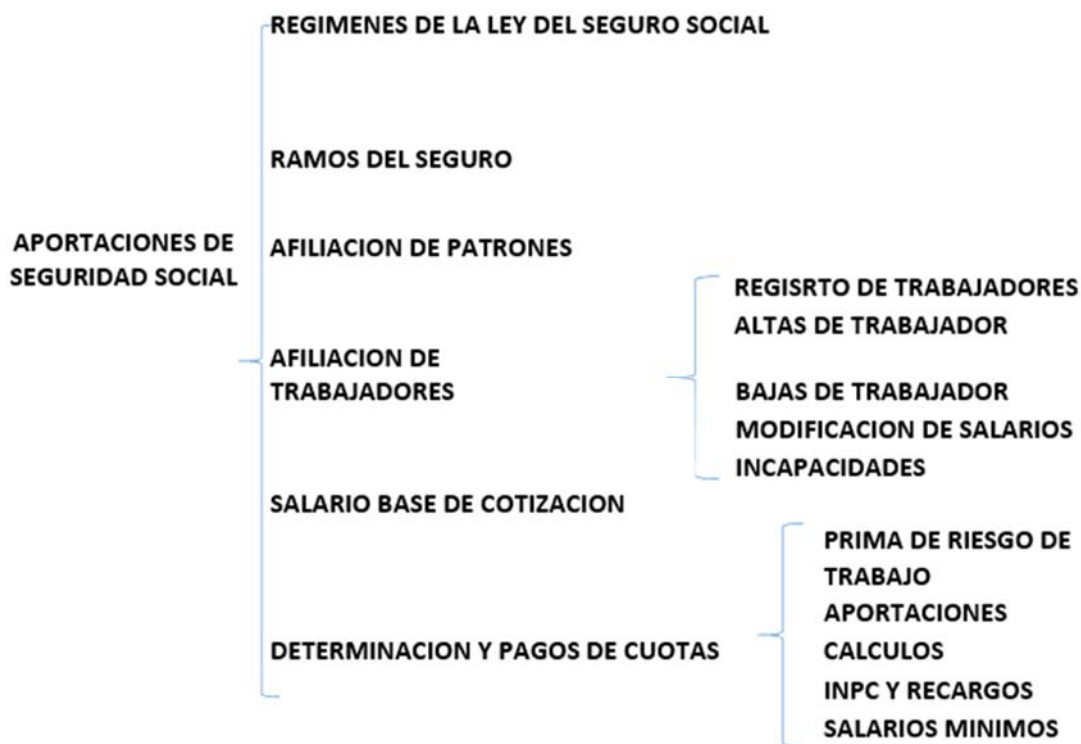 APORTACIONES DE
SEGURIDAD SOCIAL
REGIMENES DE LA LEY DEL SEGURO SOCIAL
RAMOS DEL SEGURO
AFILIACION DE PATRONES
AFILIACION DE
TRABAJADORES
REGISRTO DE TRABAJADORES
ALTAS DE TRABAJADOR
BAJAS DE TRABAJADOR
MODIFICACION DE SALARIOS
INCAPACIDADES
SALARIO BASE DE COTIZACION
DETERMINACION Y PAGOS DE CUOTAS
PRIMA DE RIESGO DE
TRABAJO
APORTACIONES
CALCULOS
INPC Y RECARGOS
SALARIOS MINIMOS